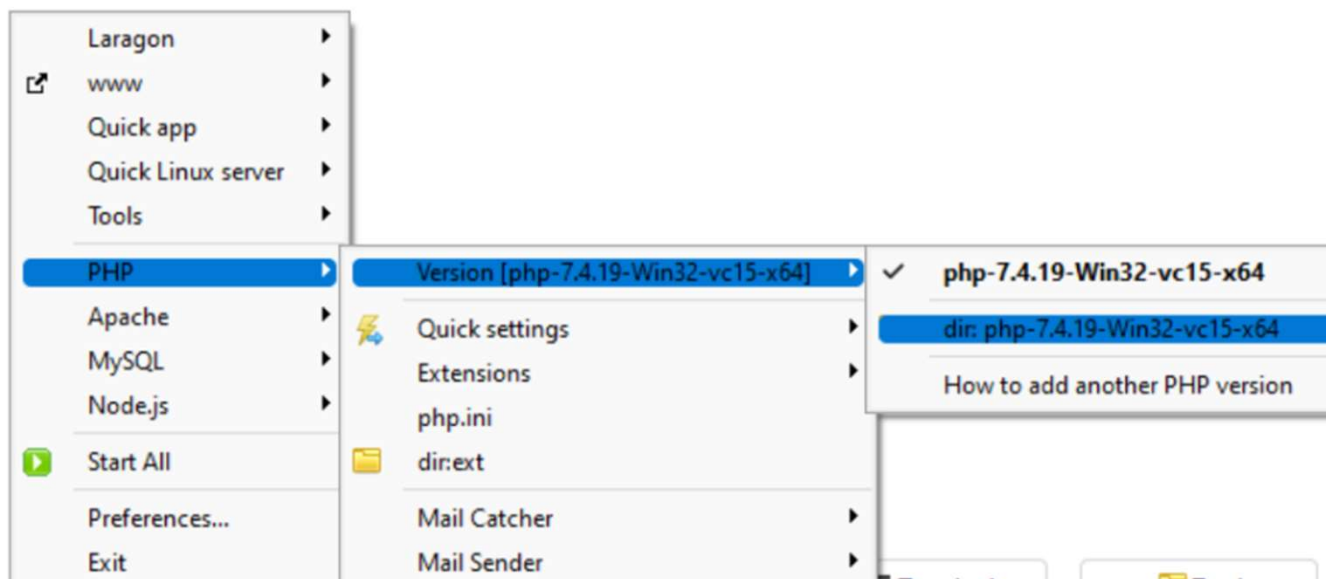 Laragon
www
Quick app
Quick Linux server
Tools
PHP
Apache
MySQL
Node.js
Start All
Preferences...
Exit
Version [php-7.4.19-Win32-vc15-x64]
Quick settings
Extensions
php.ini
dir:ext
Mail Catcher
Mail Sender
php-7.4.19-Win32-vc15-x64
dir: php-7.4.19-Win32-vc15-x64
How to add another PHP version